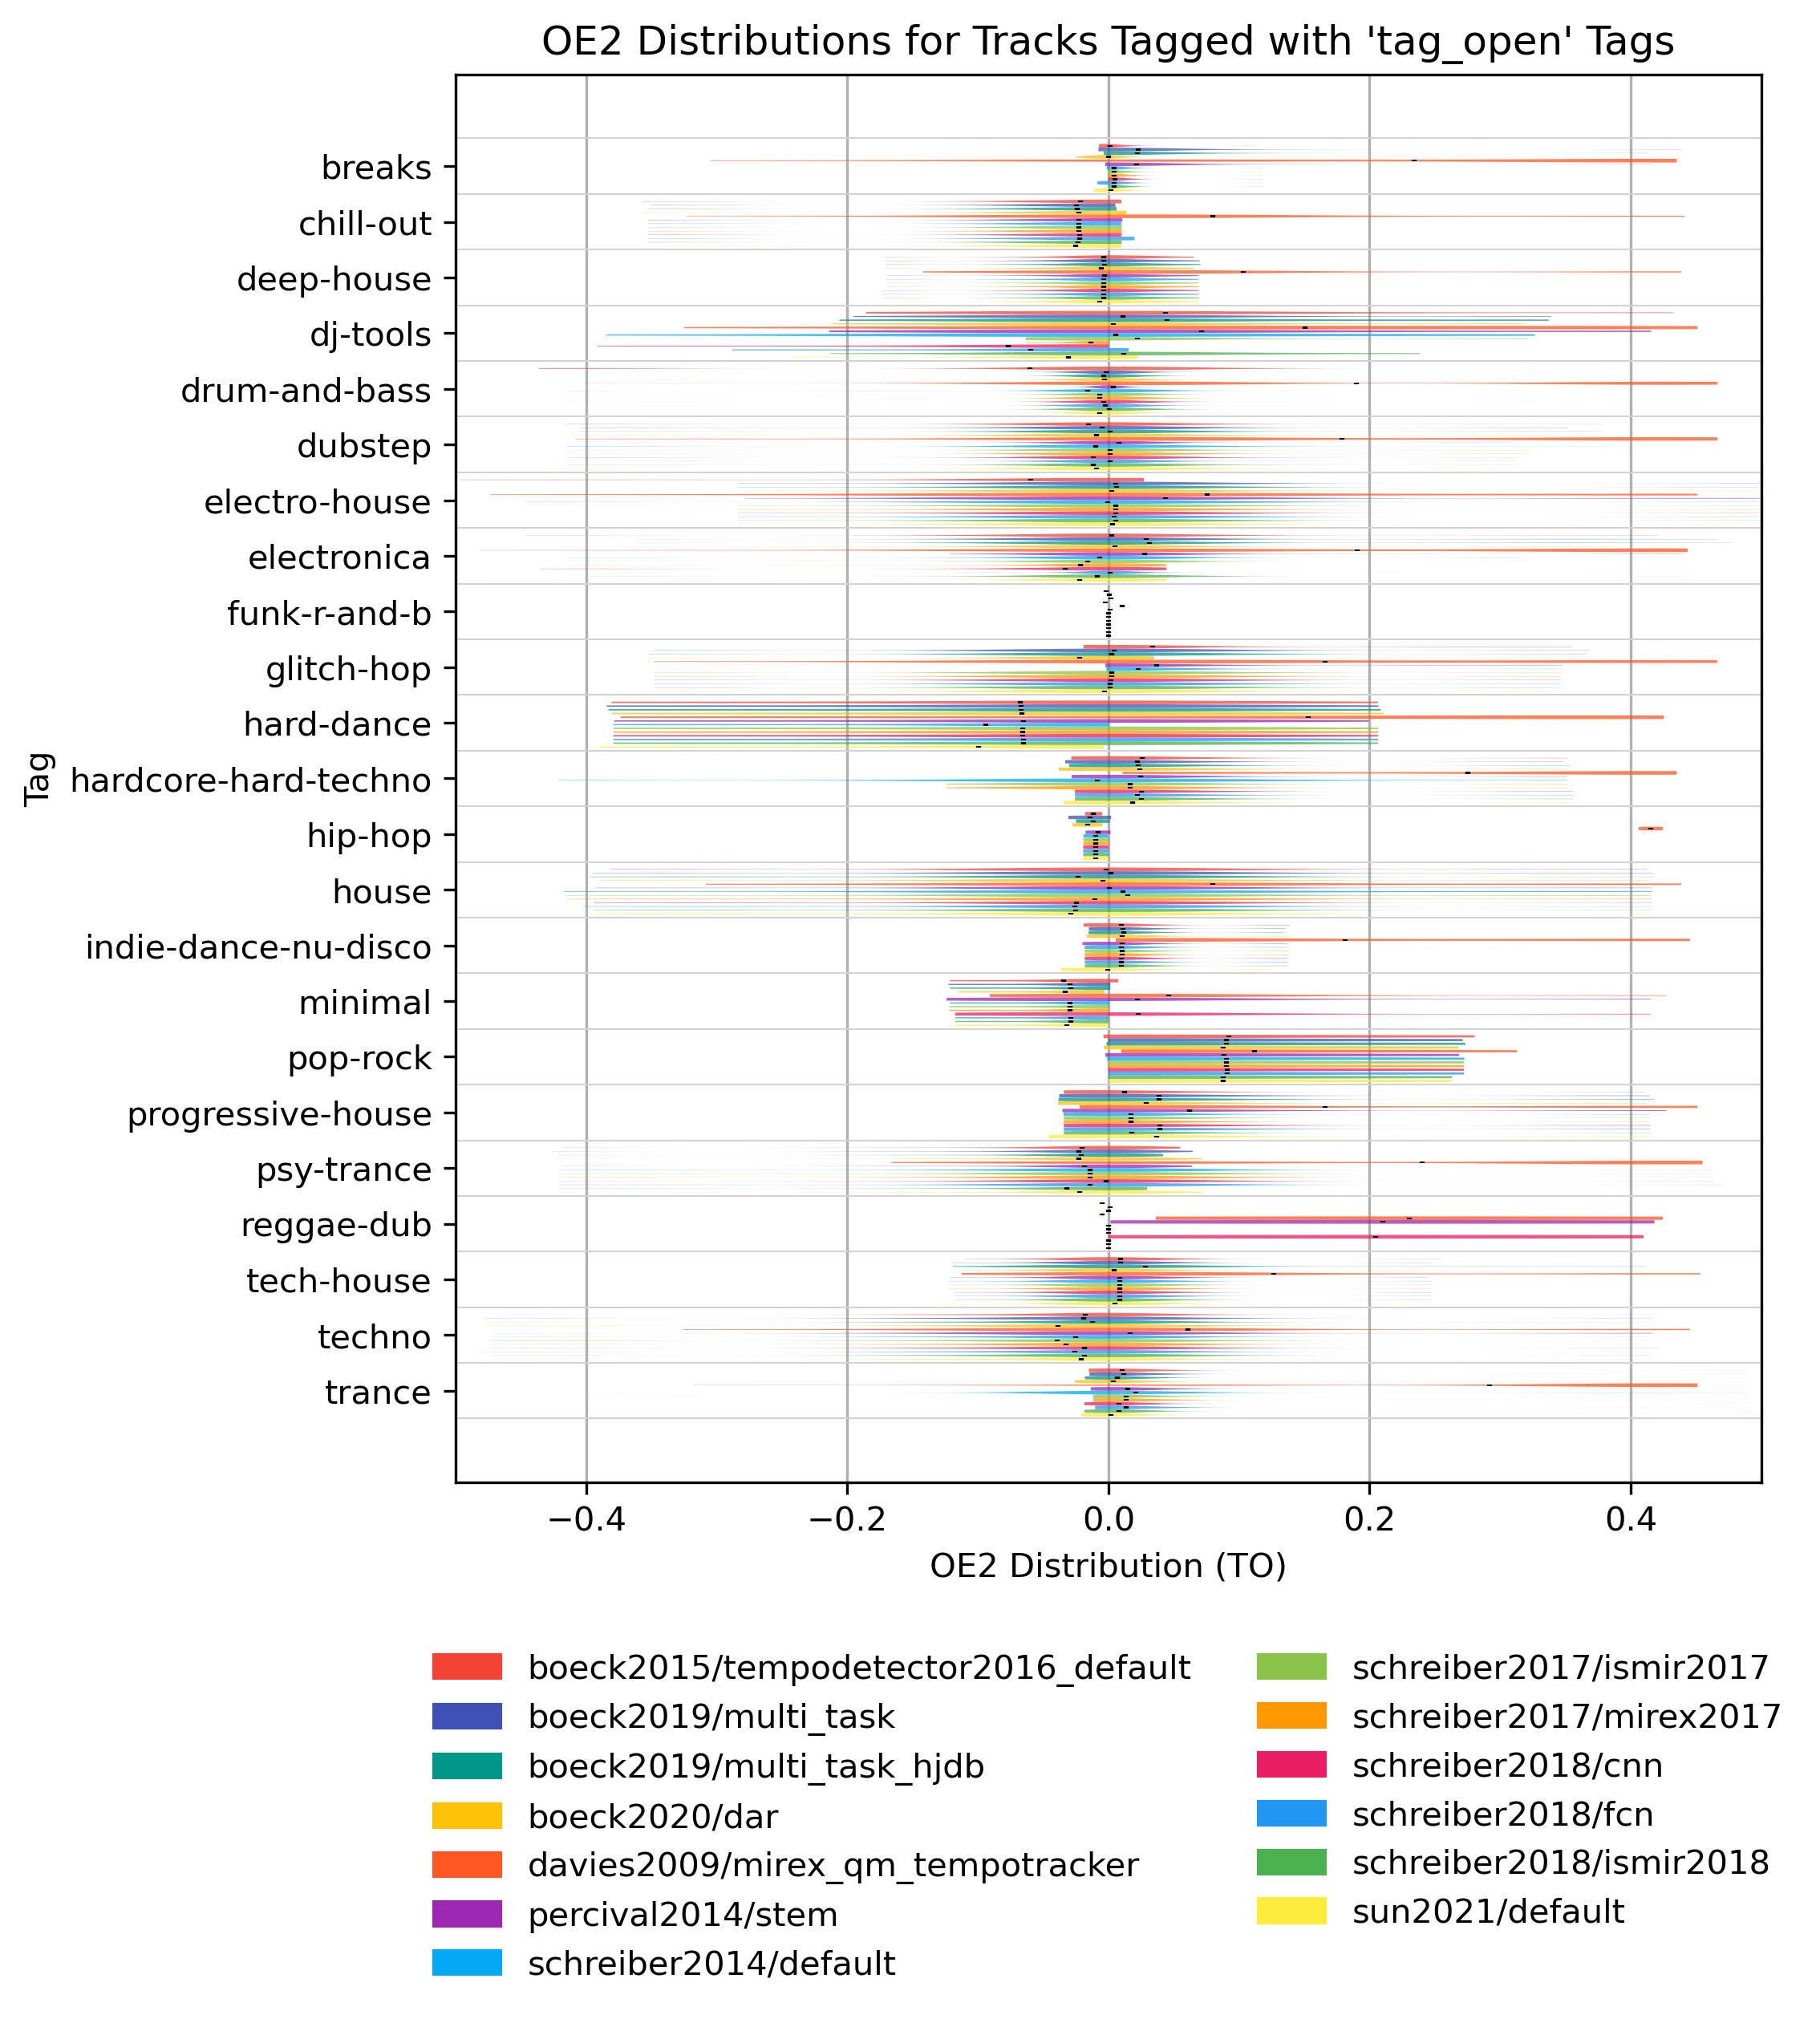 OE2 Distributions for Tracks Tagged with 'tag_open' Tags
breaks
chill-out
deep-house
dj-tools
drum-and-bass
dubstep
electro-house
electronica
funk-r-and-b
glitch-hop
hard-dance
hardcore-hard-techno
hip-hop
house
indie-dance-nu-disco
minimal
pop-rock
progressive-house
psy-trance
reggae-dub
tech-house
techno
trance
Tag
−0.4 −0.2 0.0 0.2 0.4
OE2 Distribution (TO)
boeck2015/tempodetector2016_default
boeck2019/multi_task
boeck2019/multi_task_hjdb
boeck2020/dar
davies2009/mirex_qm_tempotracker
percival2014/stem
schreiber2014/default
schreiber2017/ismir2017
schreiber2017/mirex2017
schreiber2018/cnn
schreiber2018/fcn
schreiber2018/ismir2018
sun2021/default